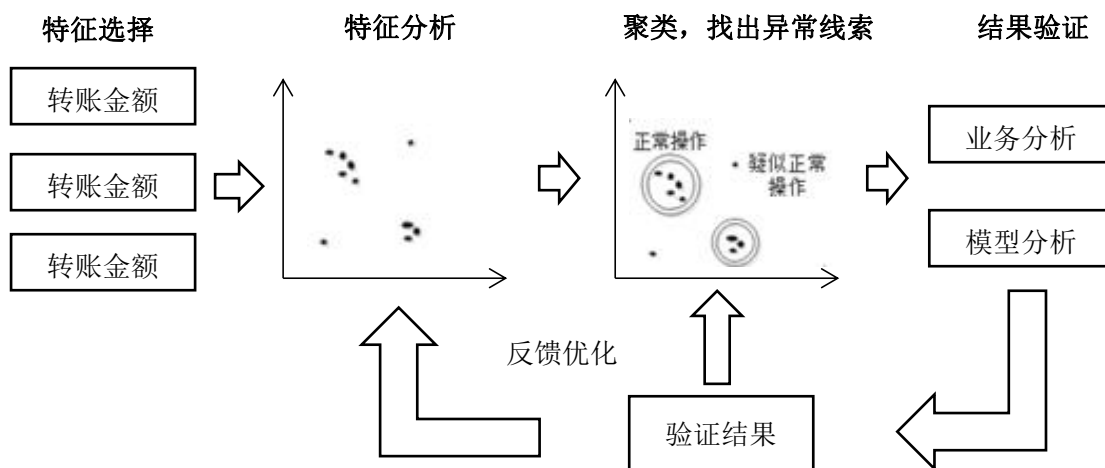 特征选择
特征分析
聚类，找出异常线索
结果验证
转账金额
转账金额
转账金额
正常操作
疑似正常
操作
业务分析
模型分析
反馈优化
验证结果